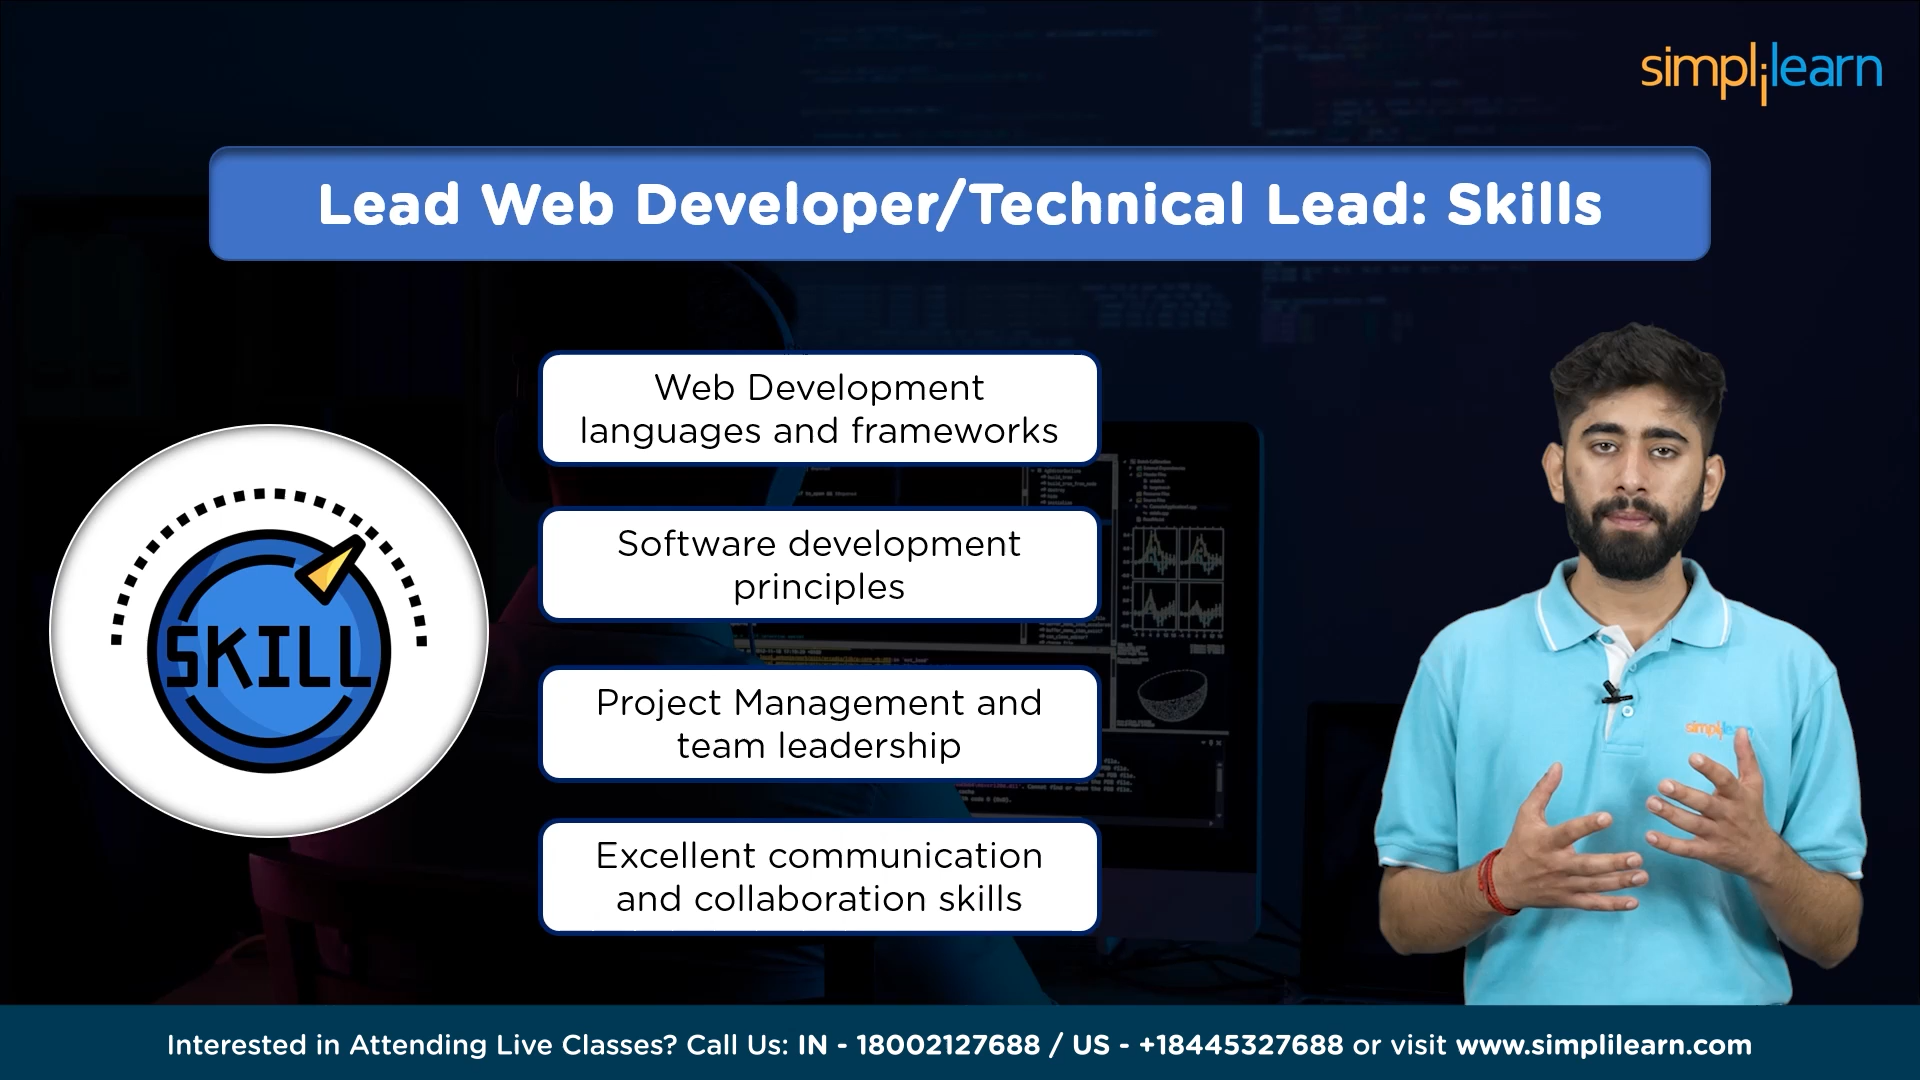 simplilearn
Lead Web Developer/Technical Lead: Skills
Web Development
languages and frameworks
Software development
principles
Project Management and
team leadership
Excellent communication
and collaboration skills
SKILL
simplilearn
Interested in Attending Live Classes? Call Us: IN - 18002127688 / US - +18445327688 or visit www.simplilearn.com